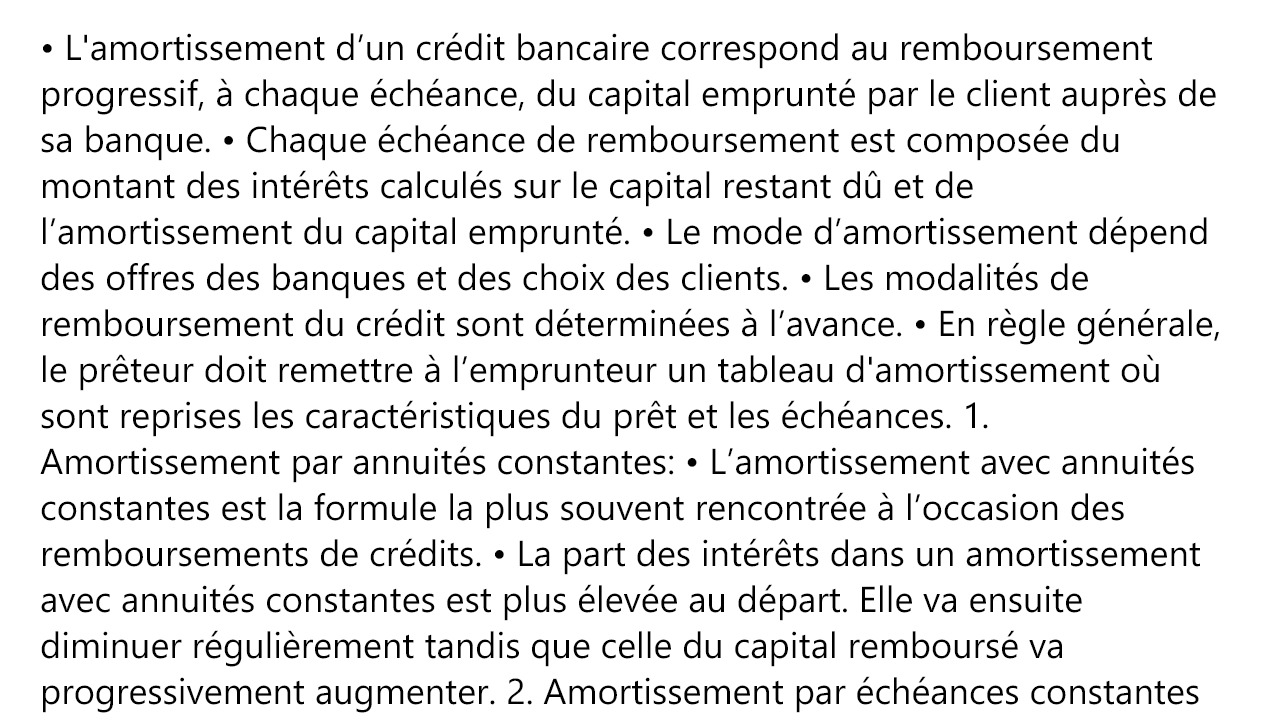 • L'amortissement d’un crédit bancaire correspond au remboursement
progressif, à chaque échéance, du capital emprunté par le client auprès de
sa banque. • Chaque échéance de remboursement est composée du
montant des intérêts calculés sur le capital restant dû et de
l’amortissement du capital emprunté. • Le mode d’amortissement dépend
des offres des banques et des choix des clients. • Les modalités de
remboursement du crédit sont déterminées à l’avance. • En règle générale,
le prêteur doit remettre à l’emprunteur un tableau d'amortissement où
sont reprises les caractéristiques du prêt et les échéances. 1.
Amortissement par annuités constantes: • L’amortissement avec annuités
constantes est la formule la plus souvent rencontrée à l’occasion des
remboursements de crédits. • La part des intérêts dans un amortissement
avec annuités constantes est plus élevée au départ. Elle va ensuite
diminuer régulièrement tandis que celle du capital remboursé va
progressivement augmenter. 2. Amortissement par échéances constantes